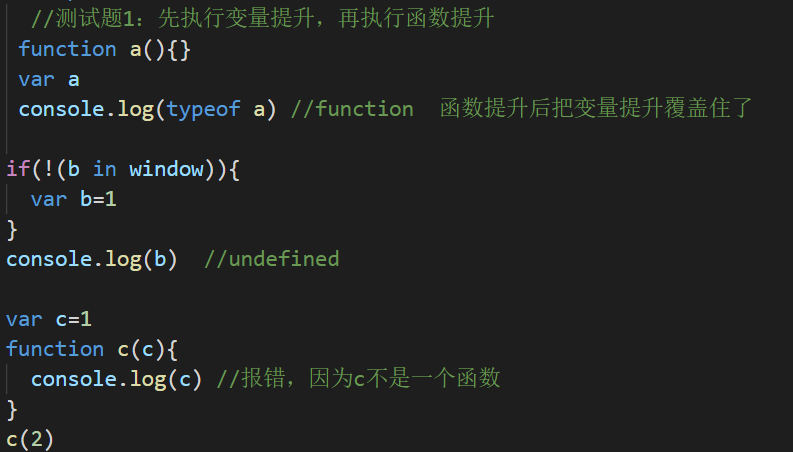 //测试题1：先执行变量提升，再执行函数提升
function a(){}
var a
console.log(typeof a) //function  函数提升后把变量提升覆盖住了
if(!(b in window)){
  var b=1
}
console.log(b)  //undefined
var c=1
function c(c){
  console.log(c) //报错，因为c不是一个函数
}
c(2)